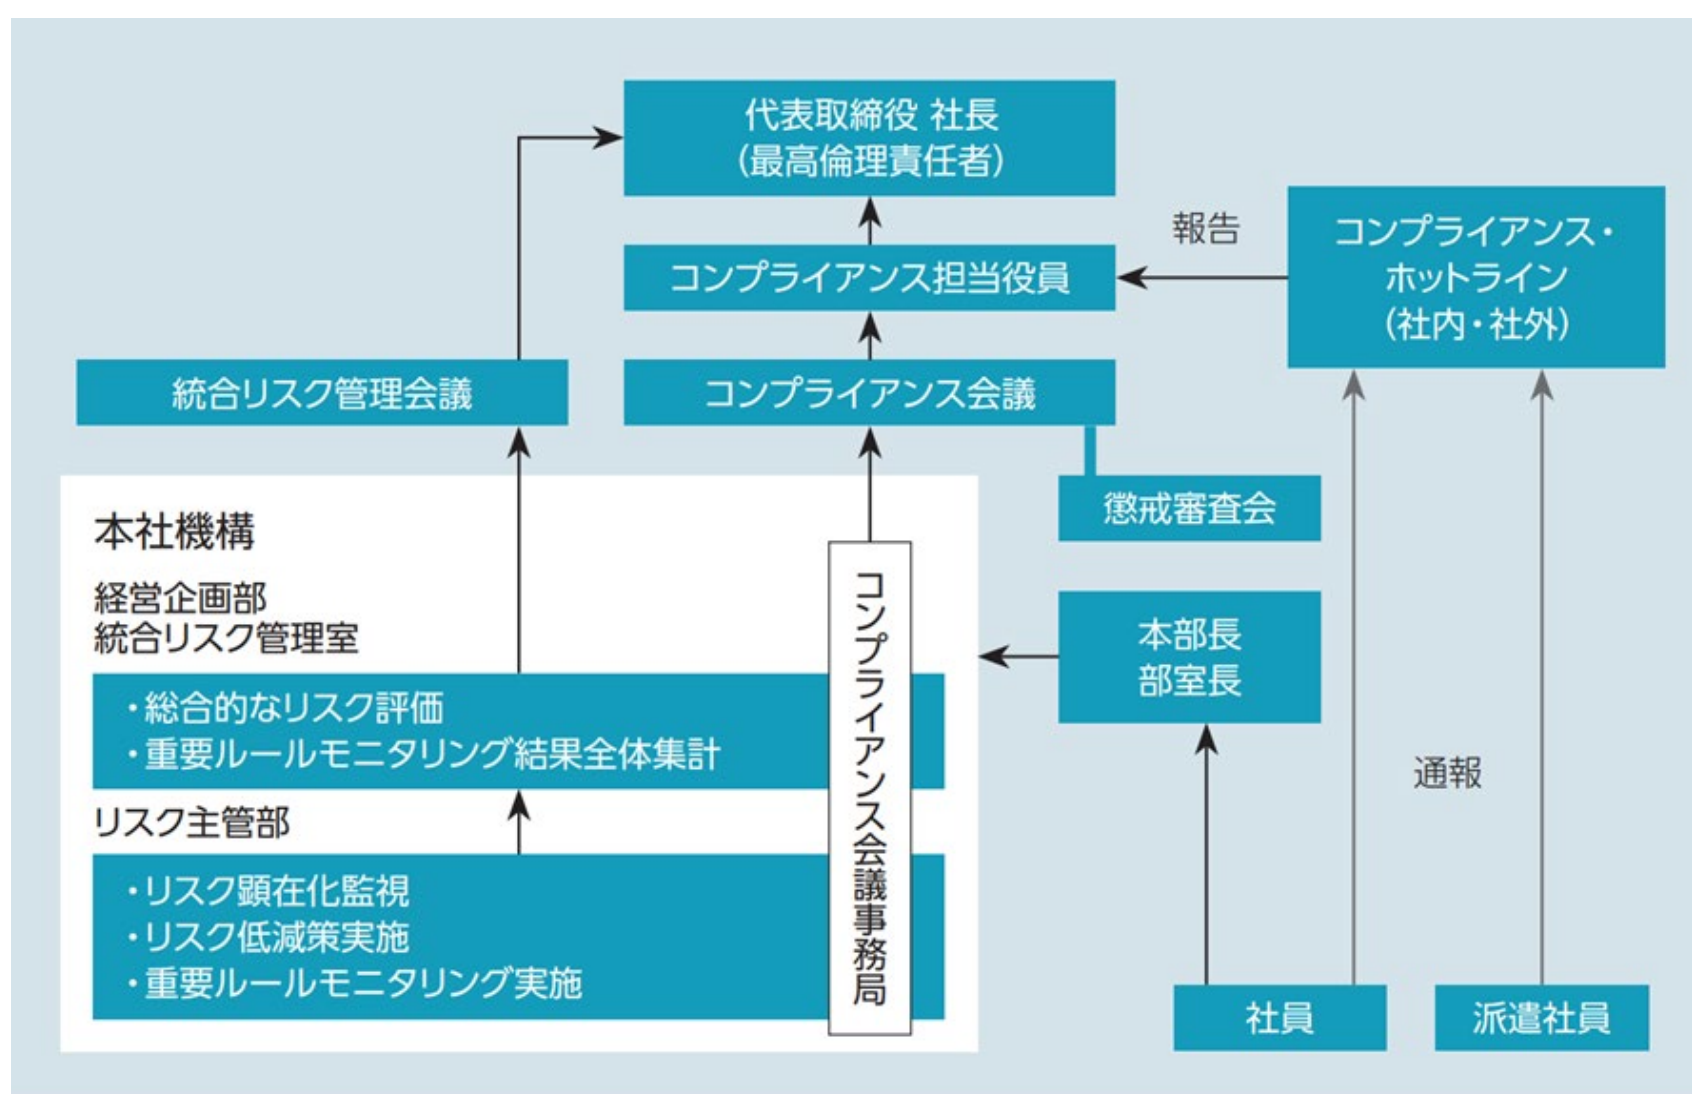 代表取締役 社長
（最高倫理責任者）
報告
コンプライアンス・
ホットライン
（社内・社外）
コンプライアンス担当役員
統合リスク管理会議
コンプライアンス会議
懲戒審査会
本社機構
経営企画部
統合リスク管理室
・総合的なリスク評価
・重要ルールモニタリング結果全体集計
リスク主管部
・リスク顕在化監視
・リスク低減策実施
・重要ルールモニタリング実施
コンプライアンス会議事務局
本部長
部室長
通報
社員
派遣社員